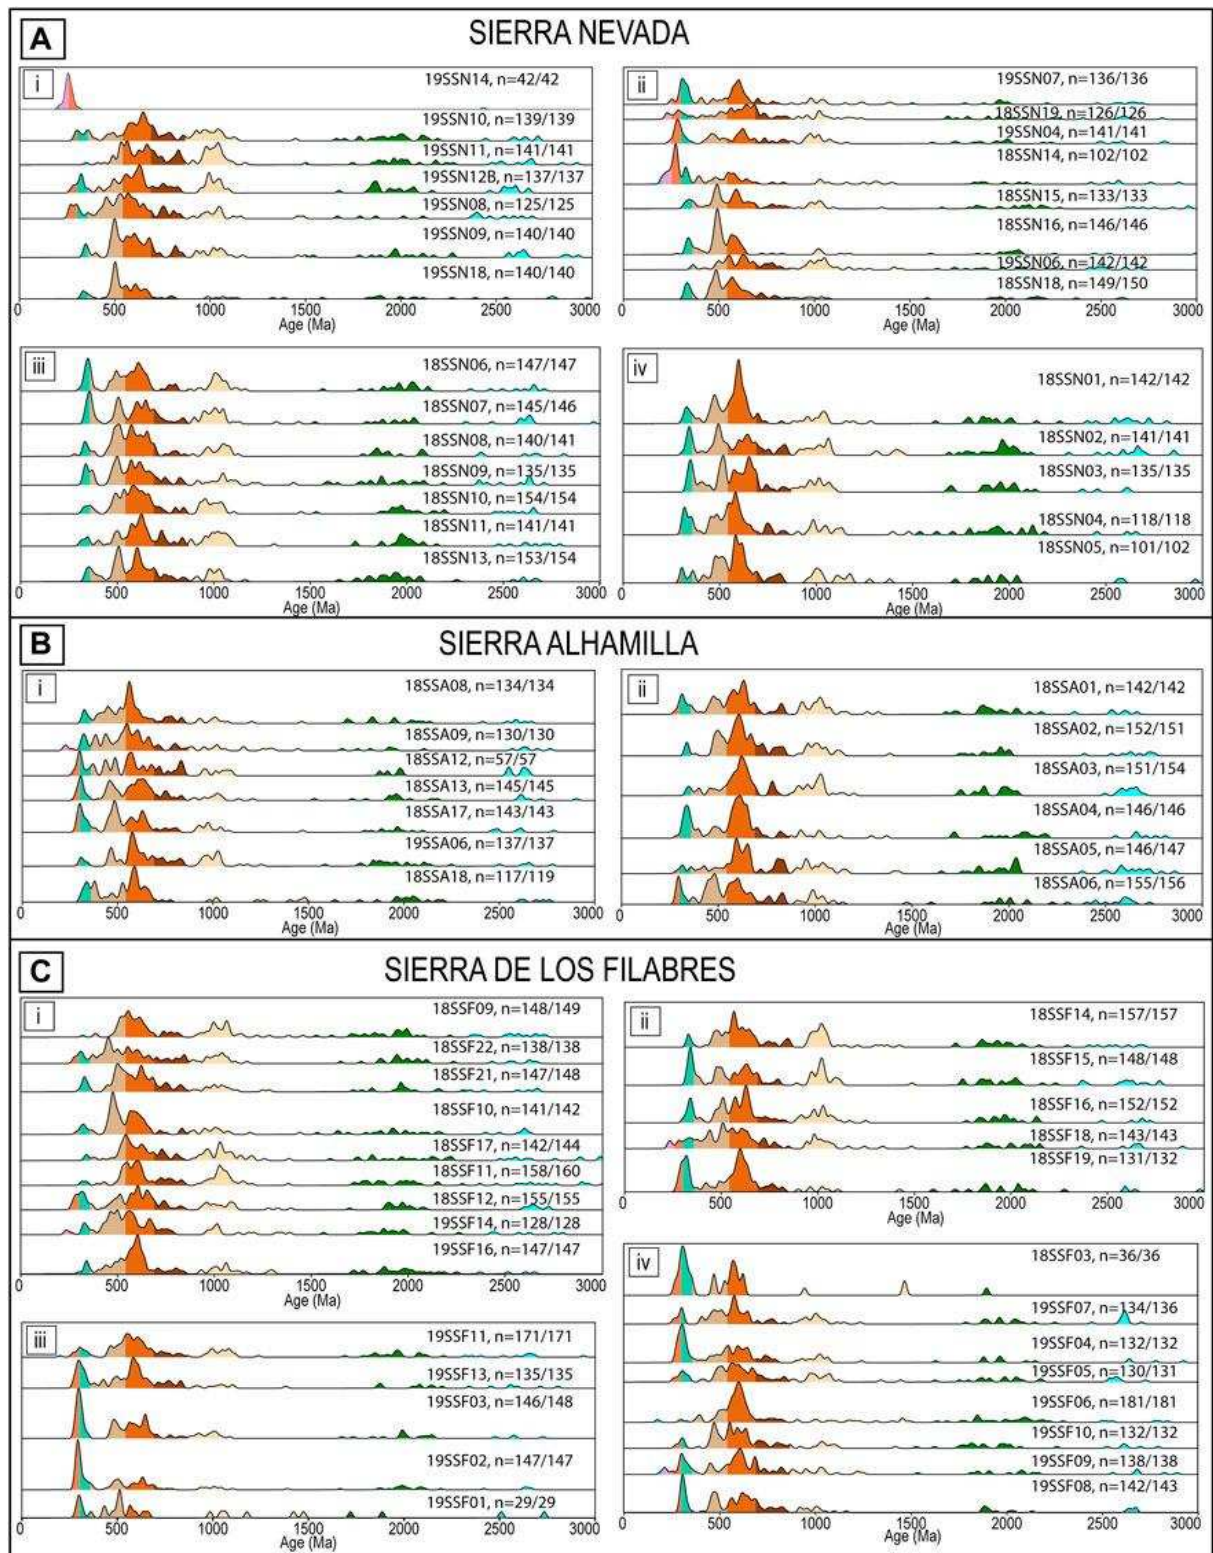 A
SIERRA NEVADA
i
19SSN14, n=42/42
19SSN10, n=139/139
19SSN11, n=141/141
19SSN12B, n=137/137
19SSN08, n=125/125
19SSN09, n=140/140
19SSN18, n=140/140
0 500 1000 1500 2000 2500 3000
Age (Ma)
ii
19SSN07, n=136/136
18SSN19, n=126/126
19SSN04, n=141/141
18SSN14, n=102/102
18SSN15, n=133/133
18SSN16, n=146/146
19SSN06, n=142/142
18SSN18, n=149/150
0 500 1000 1500 2000 2500 3000
Age (Ma)
iii
18SSN06, n=147/147
18SSN07, n=145/146
18SSN08, n=140/141
18SSN09, n=135/135
18SSN10, n=154/154
18SSN11, n=141/141
18SSN13, n=153/154
0 500 1000 1500 2000 2500 3000
Age (Ma)
iv
18SSN01, n=142/142
18SSN02, n=141/141
18SSN03, n=135/135
18SSN04, n=118/118
18SSN05, n=101/102
0 500 1000 1500 2000 2500 3000
Age (Ma)
B
SIERRA ALHAMILLA
i
18SSA08, n=134/134
18SSA09, n=130/130
18SSA12, n=57/57
18SSA13, n=145/145
18SSA17, n=143/143
19SSA06, n=137/137
18SSA18, n=117/119
0 500 1000 1500 2000 2500 3000
Age (Ma)
ii
18SSA01, n=142/142
18SSA02, n=152/151
18SSA03, n=151/154
18SSA04, n=146/146
18SSA05, n=146/147
18SSA06, n=155/156
0 500 1000 1500 2000 2500 3000
Age (Ma)
C
SIERRA DE LOS FILABRES
i
18SSF09, n=148/149
18SSF22, n=138/138
18SSF21, n=147/148
18SSF10, n=141/142
18SSF17, n=142/144
18SSF11, n=158/160
18SSF12, n=155/155
19SSF14, n=128/128
19SSF16, n=147/147
0 500 1000 1500 2000 2500 3000
Age (Ma)
ii
18SSF14, n=157/157
18SSF15, n=148/148
18SSF16, n=152/152
18SSF18, n=143/143
18SSF19, n=131/132
0 500 1000 1500 2000 2500 3000
Age (Ma)
iii
19SSF11, n=171/171
19SSF13, n=135/135
19SSF03, n=146/148
19SSF02, n=147/147
19SSF01, n=29/29
0 500 1000 1500 2000 2500 3000
Age (Ma)
iv
18SSF03, n=36/36
19SSF07, n=134/136
19SSF04, n=132/132
19SSF05, n=130/131
19SSF06, n=181/181
19SSF10, n=132/132
19SSF09, n=138/138
19SSF08, n=142/143
0 500 1000 1500 2000 2500 3000
Age (Ma)